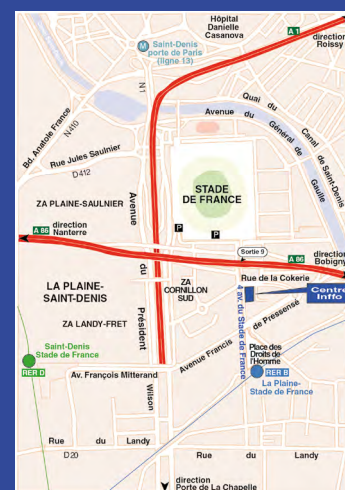 Hôpital
Danielle
Casanova
A 1
direction
Roissy
M
Saint-Denis
porte de Paris
(ligne 13)
N1
Quai du
Canal de Saint-Denis
Avenue du Général de Gaulle
Bd. Anatole France
N410
Rue Jules Saulnier
D412
Avenue du Président Wilson
STADE
DE FRANCE
ZA PLAINE-SAULNIER
P
P
direction
A 86 Nanterre
Sortie 9
A 86
direction
Bobigny
Rue de la Cokerie
Centre
Info
LA PLAINE-
SAINT-DENIS
ZA
CORNILLON
SUD
4 av. du Stade de France
ZA LANDY-FRET
Avenue Francis de Pressensé
Saint-Denis
Stade de France
RER D
Place des
Droits de
l'Homme
RER B
La Plaine-
Stade de France
Av. François Mitterand
Rue du Landy
D20
Rue du Landy
direction
Porte de La Chapelle